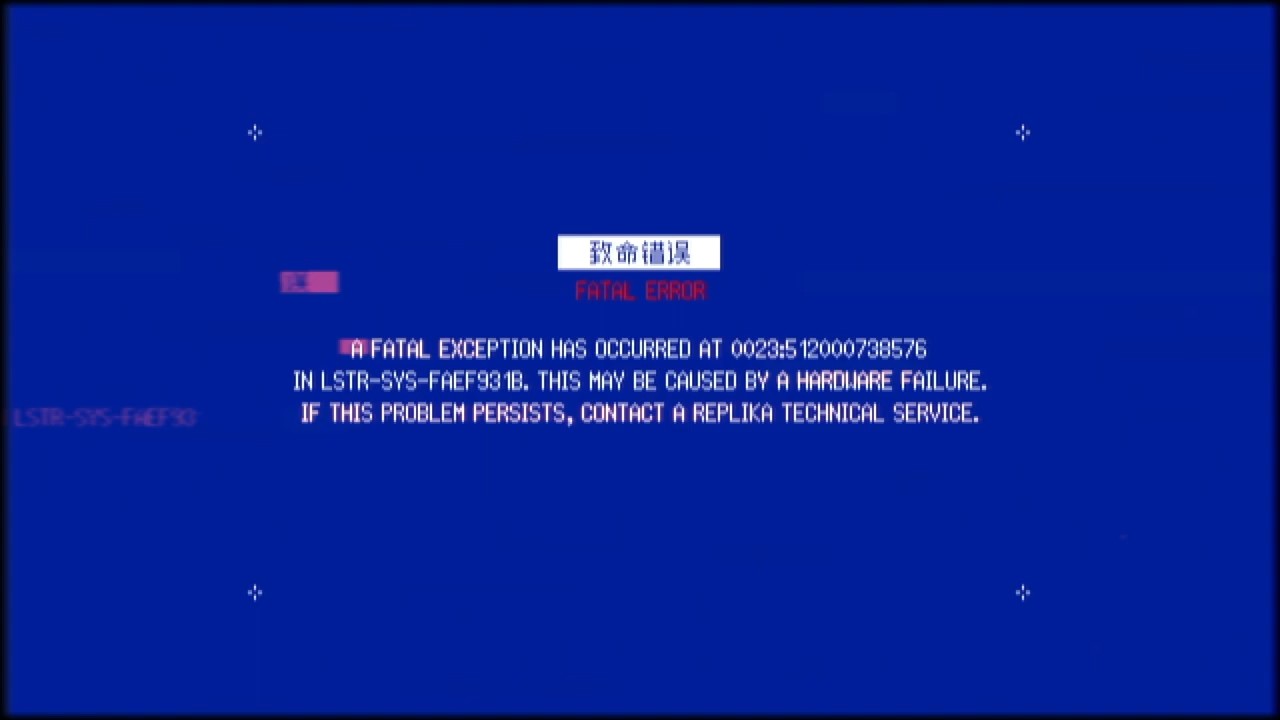 致命错误
FATAL ERROR
A FATAL EXCEPTION HAS OCCURRED AT 0023:512000738576
IN LSTR-SYS-FAEF931B. THIS MAY BE CAUSED BY A HARDWARE FAILURE.
LSTR-SYS-FAEF93
IF THIS PROBLEM PERSISTS, CONTACT A REPLIKA TECHNICAL SERVICE.